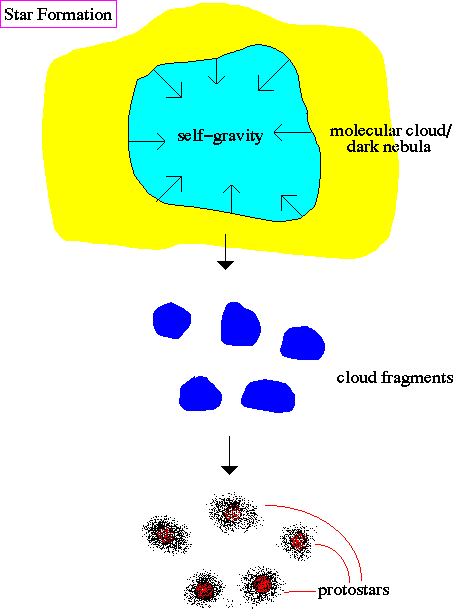 Star Formation
self-gravity
molecular cloud/
dark nebula
cloud fragments
protostars